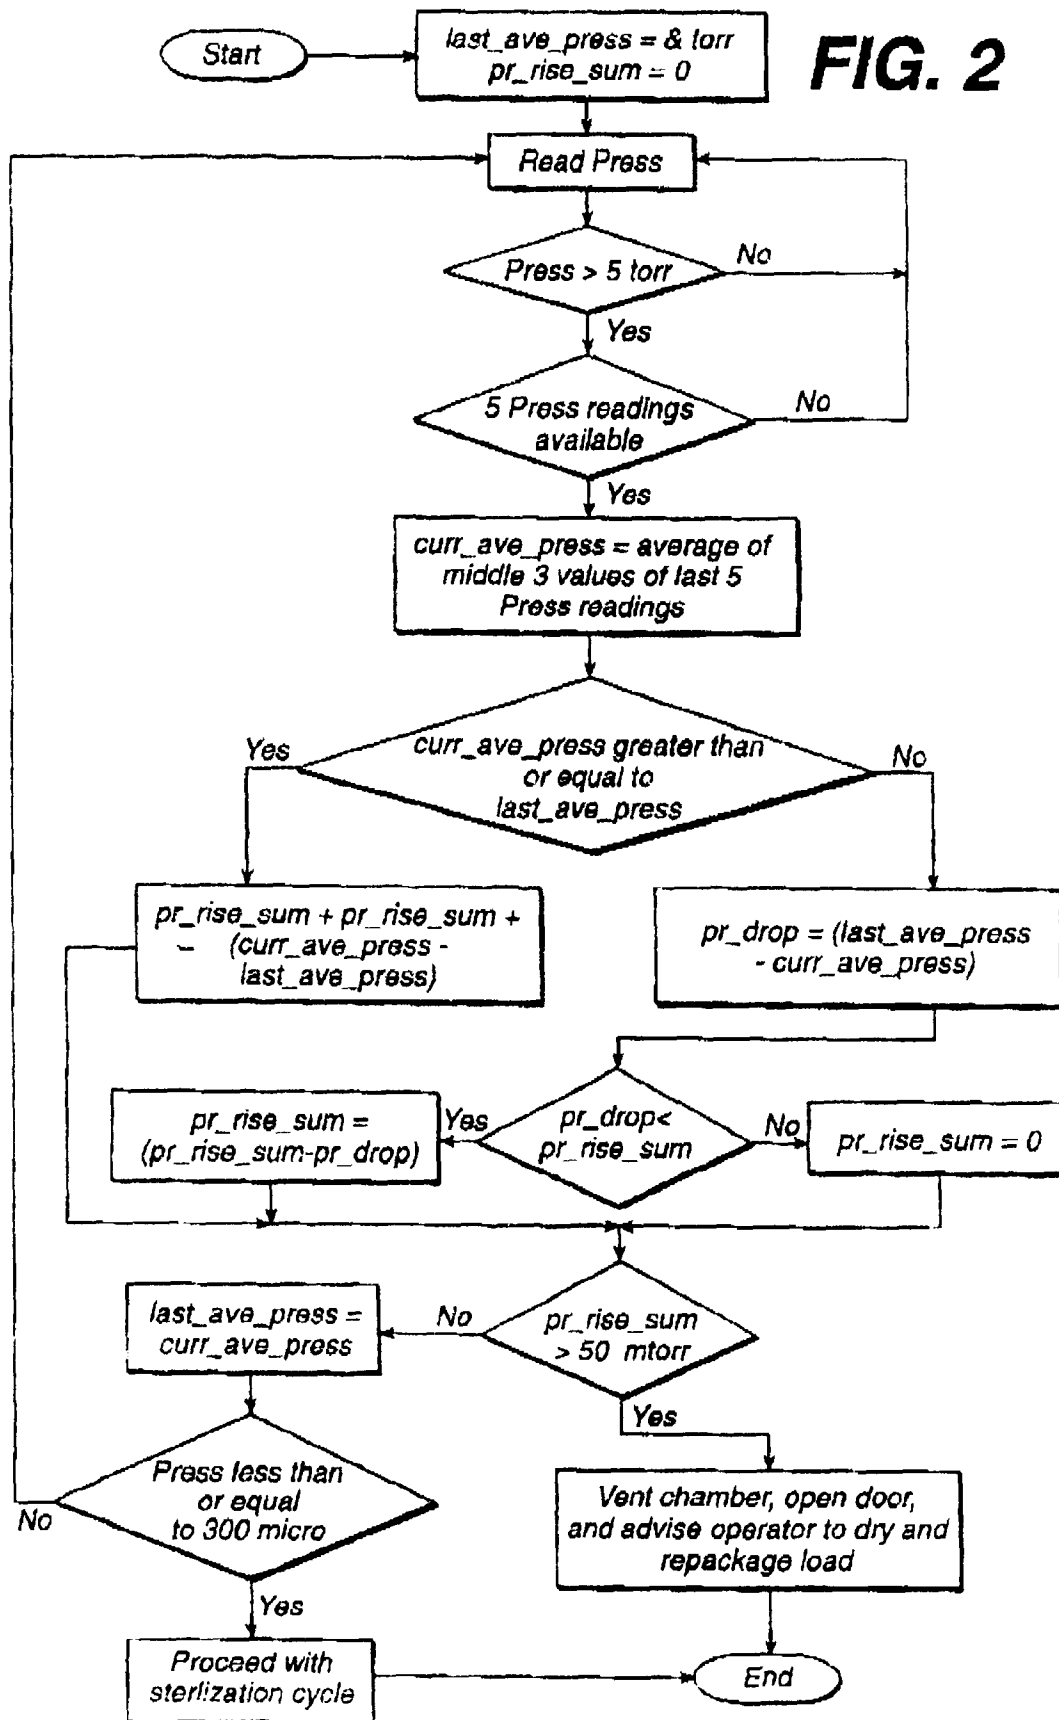 FIG. 2
Start
last_ave_press = & torr
pr_rise_sum = 0
Read Press
Press > 5 torr
No
Yes
5 Press readings
available
No
Yes
curr_ave_press = average of
middle 3 values of last 5
Press readings
curr_ave_press greater than
or equal to
last_ave_press
Yes
No
pr_rise_sum + pr_rise_sum +
– (curr_ave_press -
last_ave_press)
pr_drop = (last_ave_press
- curr_ave_press)
pr_rise_sum =
(pr_rise_sum-pr_drop)
Yes
pr_drop<
pr_rise_sum
No
pr_rise_sum = 0
last_ave_press =
curr_ave_press
No
pr_rise_sum
> 50 mtorr
Yes
Press less than
or equal
to 300 micro
No
Yes
Vent chamber, open door,
and advise operator to dry and
repackage load
Proceed with
sterlization cycle
End